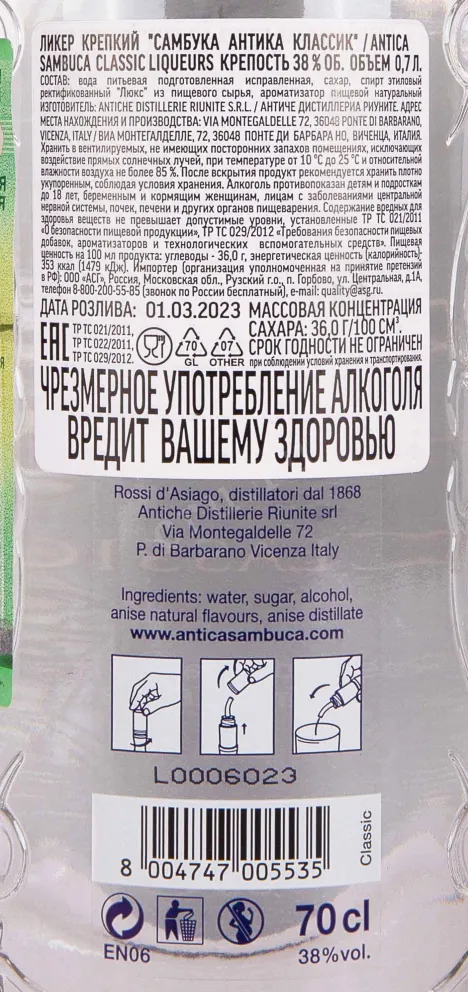 ЛИКЕР КРЕПКИЙ "САМБУКА АНТИКА КЛАССИК" / ANTICA
SAMBUCA CLASSIC LIQUEURS КРЕПОСТЬ 38 % ОБ. ОБЪЕМ 0,7 Л.
СОСТАВ: вода питьевая подготовленная исправленная, сахар, спирт этиловый
ректификованный "Люкс" из пищевого сырья, ароматизатор пищевой натуральный
ИЗГОТОВИТЕЛЬ: ANTICHE DISTILLERIE RIUNITE S.R.L. / АНТИЧЕ ДИСТИЛЛЕРИА РИУНИТЕ. АДРЕС
МЕСТА НАХОЖДЕНИЯ И ПРОИЗВОДСТВА: VIA MONTEGALDELLE 72, 36048 PONTE DI BARBARANO,
VICENZA, ITALY / ВИА МОНТЕГАЛДЕЛЛЕ, 72, 36048 ПОНТЕ ДИ БАРБАРА НО, ВИЧЕНЦА, ИТАЛИЯ.
Хранить в вентилируемых, не имеющих посторонних запахов помещениях, исключающих
воздействие прямых солнечных лучей, при температуре от 10 °С до 25 °С и относительной
влажности воздуха не более 85 %. После вскрытия продукт рекомендуется хранить плотно
укупоренным, соблюдая условия хранения. Алкоголь противопоказан детям и подросткам
до 18 лет, беременным и кормящим женщинам, лицам с заболеваниями центральной
нервной системы, почек, печени и других органов пищеварения. Содержание вредных для
здоровья веществ не превышает допустимые уровни, установленные ТР ТС 021/2011
«О безопасности пищевой продукции», ТР ТС 029/2012 «Требования безопасности пищевых
добавок, ароматизаторов и технологических вспомогательных средств». Пищевая
ценность на 100 мл продукта: углеводы - 36,0 г, энергетическая ценность (калорийность):
353 ккал (1479 кДж). Импортер (организация уполномоченная на принятие претензий
в РФ): ООО «АСГ», Россия, Московская обл., Рузский г.о., п. Горбово, ул. Центральная, д.1А,
телефон 8-800-200-55-85 (звонок по России бесплатный), e-mail: quality@asg.ru
ДАТА РОЗЛИВА: 01.03.2023 МАССОВАЯ КОНЦЕНТРАЦИЯ
САХАРА: 36,0 Г/100 СМ³.
СРОК ГОДНОСТИ НЕ ОГРАНИЧЕН
при соблюдении условий хранения и транспортирования.
EAC ТР ТС 021/2011,
ТР ТС 022/2011,
ТР ТС 029/2012.
70 07
GL OTHER
ЧРЕЗМЕРНОЕ УПОТРЕБЛЕНИЕ АЛКОГОЛЯ
ВРЕДИТ ВАШЕМУ ЗДОРОВЬЮ
Rossi d'Asiago, distillatori dal 1868
Antiche Distillerie Riunite srl
Via Montegaldelle 72
P. di Barbarano Vicenza Italy
Ingredients: water, sugar, alcohol,
anise natural flavours, anise distillate
www.anticasambuca.com
L0006023
8 004747 005535
Classic
EN06
70 cl
38%vol.